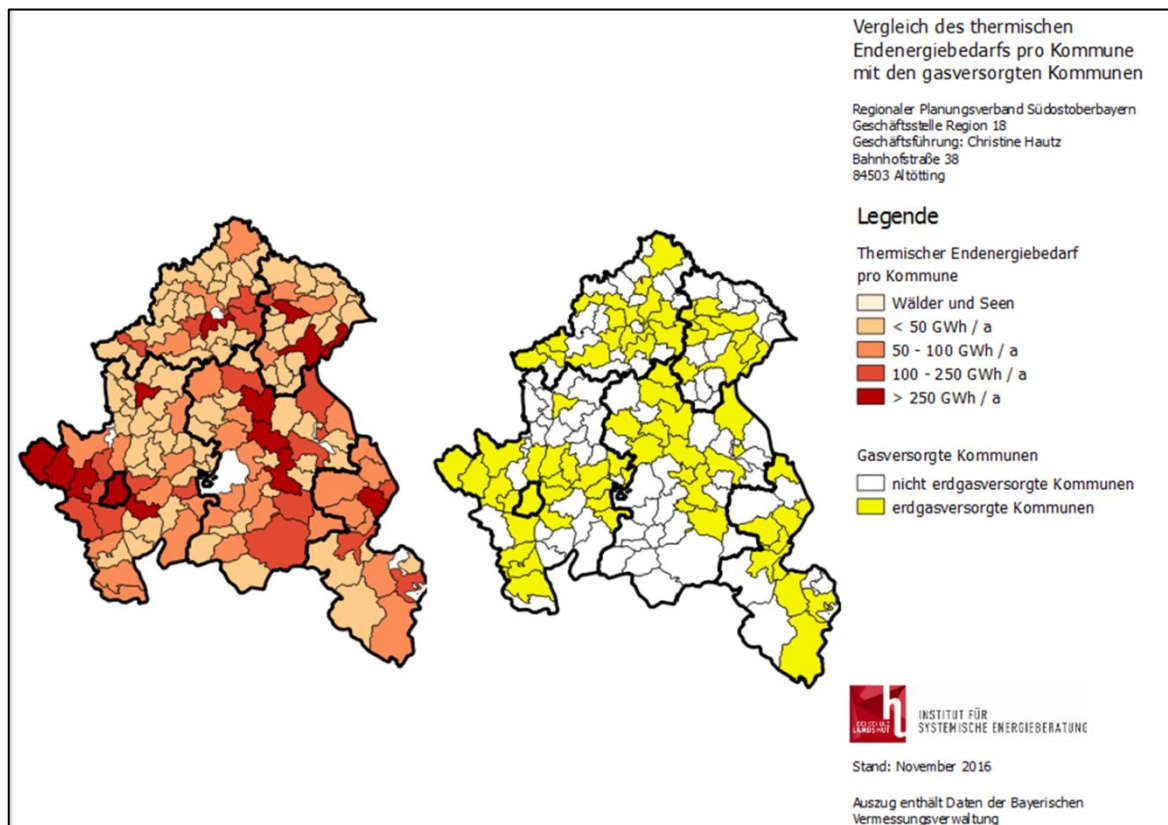 Vergleich des thermischen
Endenergiebedarfs pro Kommune
mit den gasversorgten Kommunen
Regionaler Planungsverband Südostoberbayern
Geschäftsstelle Region 18
Geschäftsführung: Christine Hautz
Bahnhofstraße 38
84503 Altötting
Legende
Thermischer Endenergiebedarf
pro Kommune
Wälder und Seen
< 50 GWh / a
50 - 100 GWh / a
100 - 250 GWh / a
> 250 GWh / a
Gasversorgte Kommunen
nicht erdgasversorgte Kommunen
erdgasversorgte Kommunen
HOCHSCHULE
LANDSHUT
INSTITUT FÜR
SYSTEMISCHE ENERGIEBERATUNG
Stand: November 2016
Auszug enthält Daten der Bayerischen
Vermessungsverwaltung